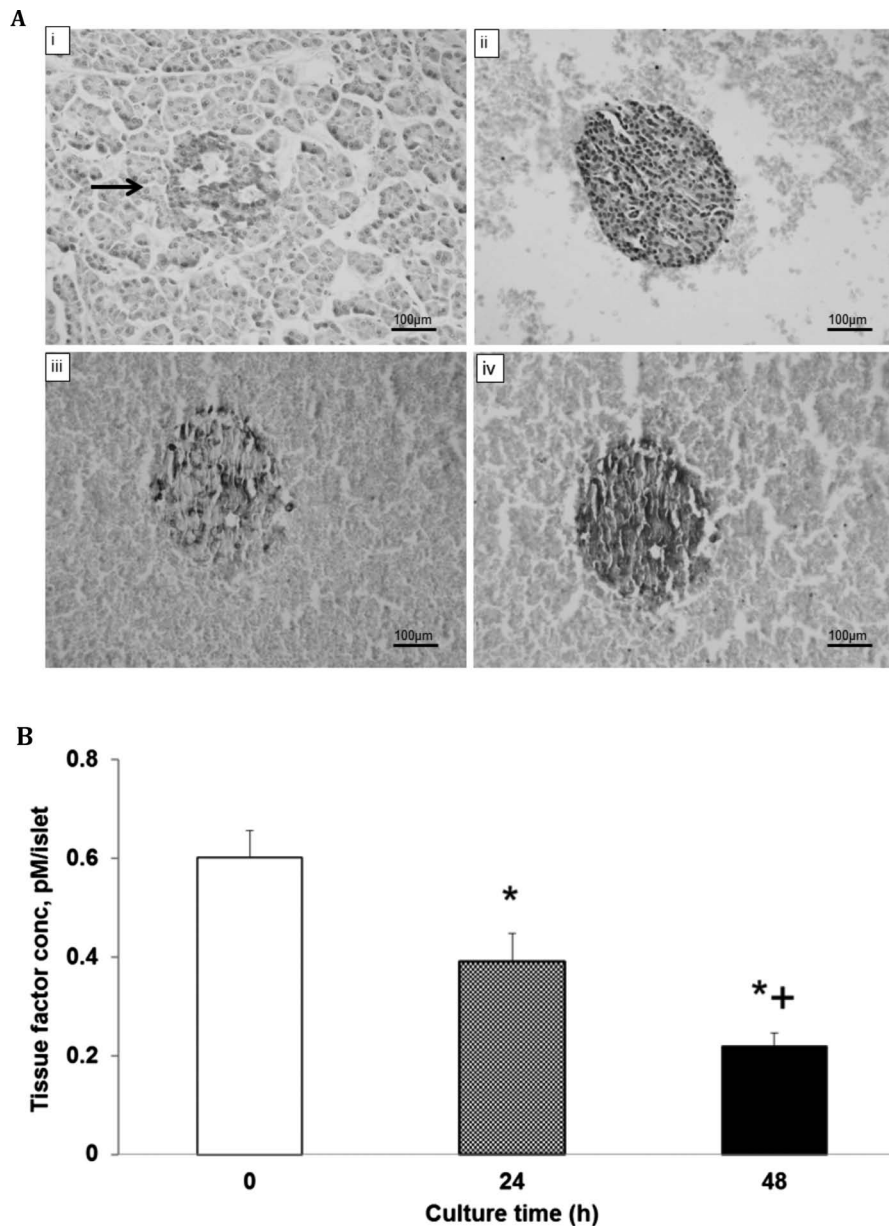 A
i
ii
100μm
100μm
iii
iv
100μm
100μm
B
Tissue factor conc, pM/islet
0.8
0.6
0.4
0.2
0
*
*+
0
24
48
Culture time (h)